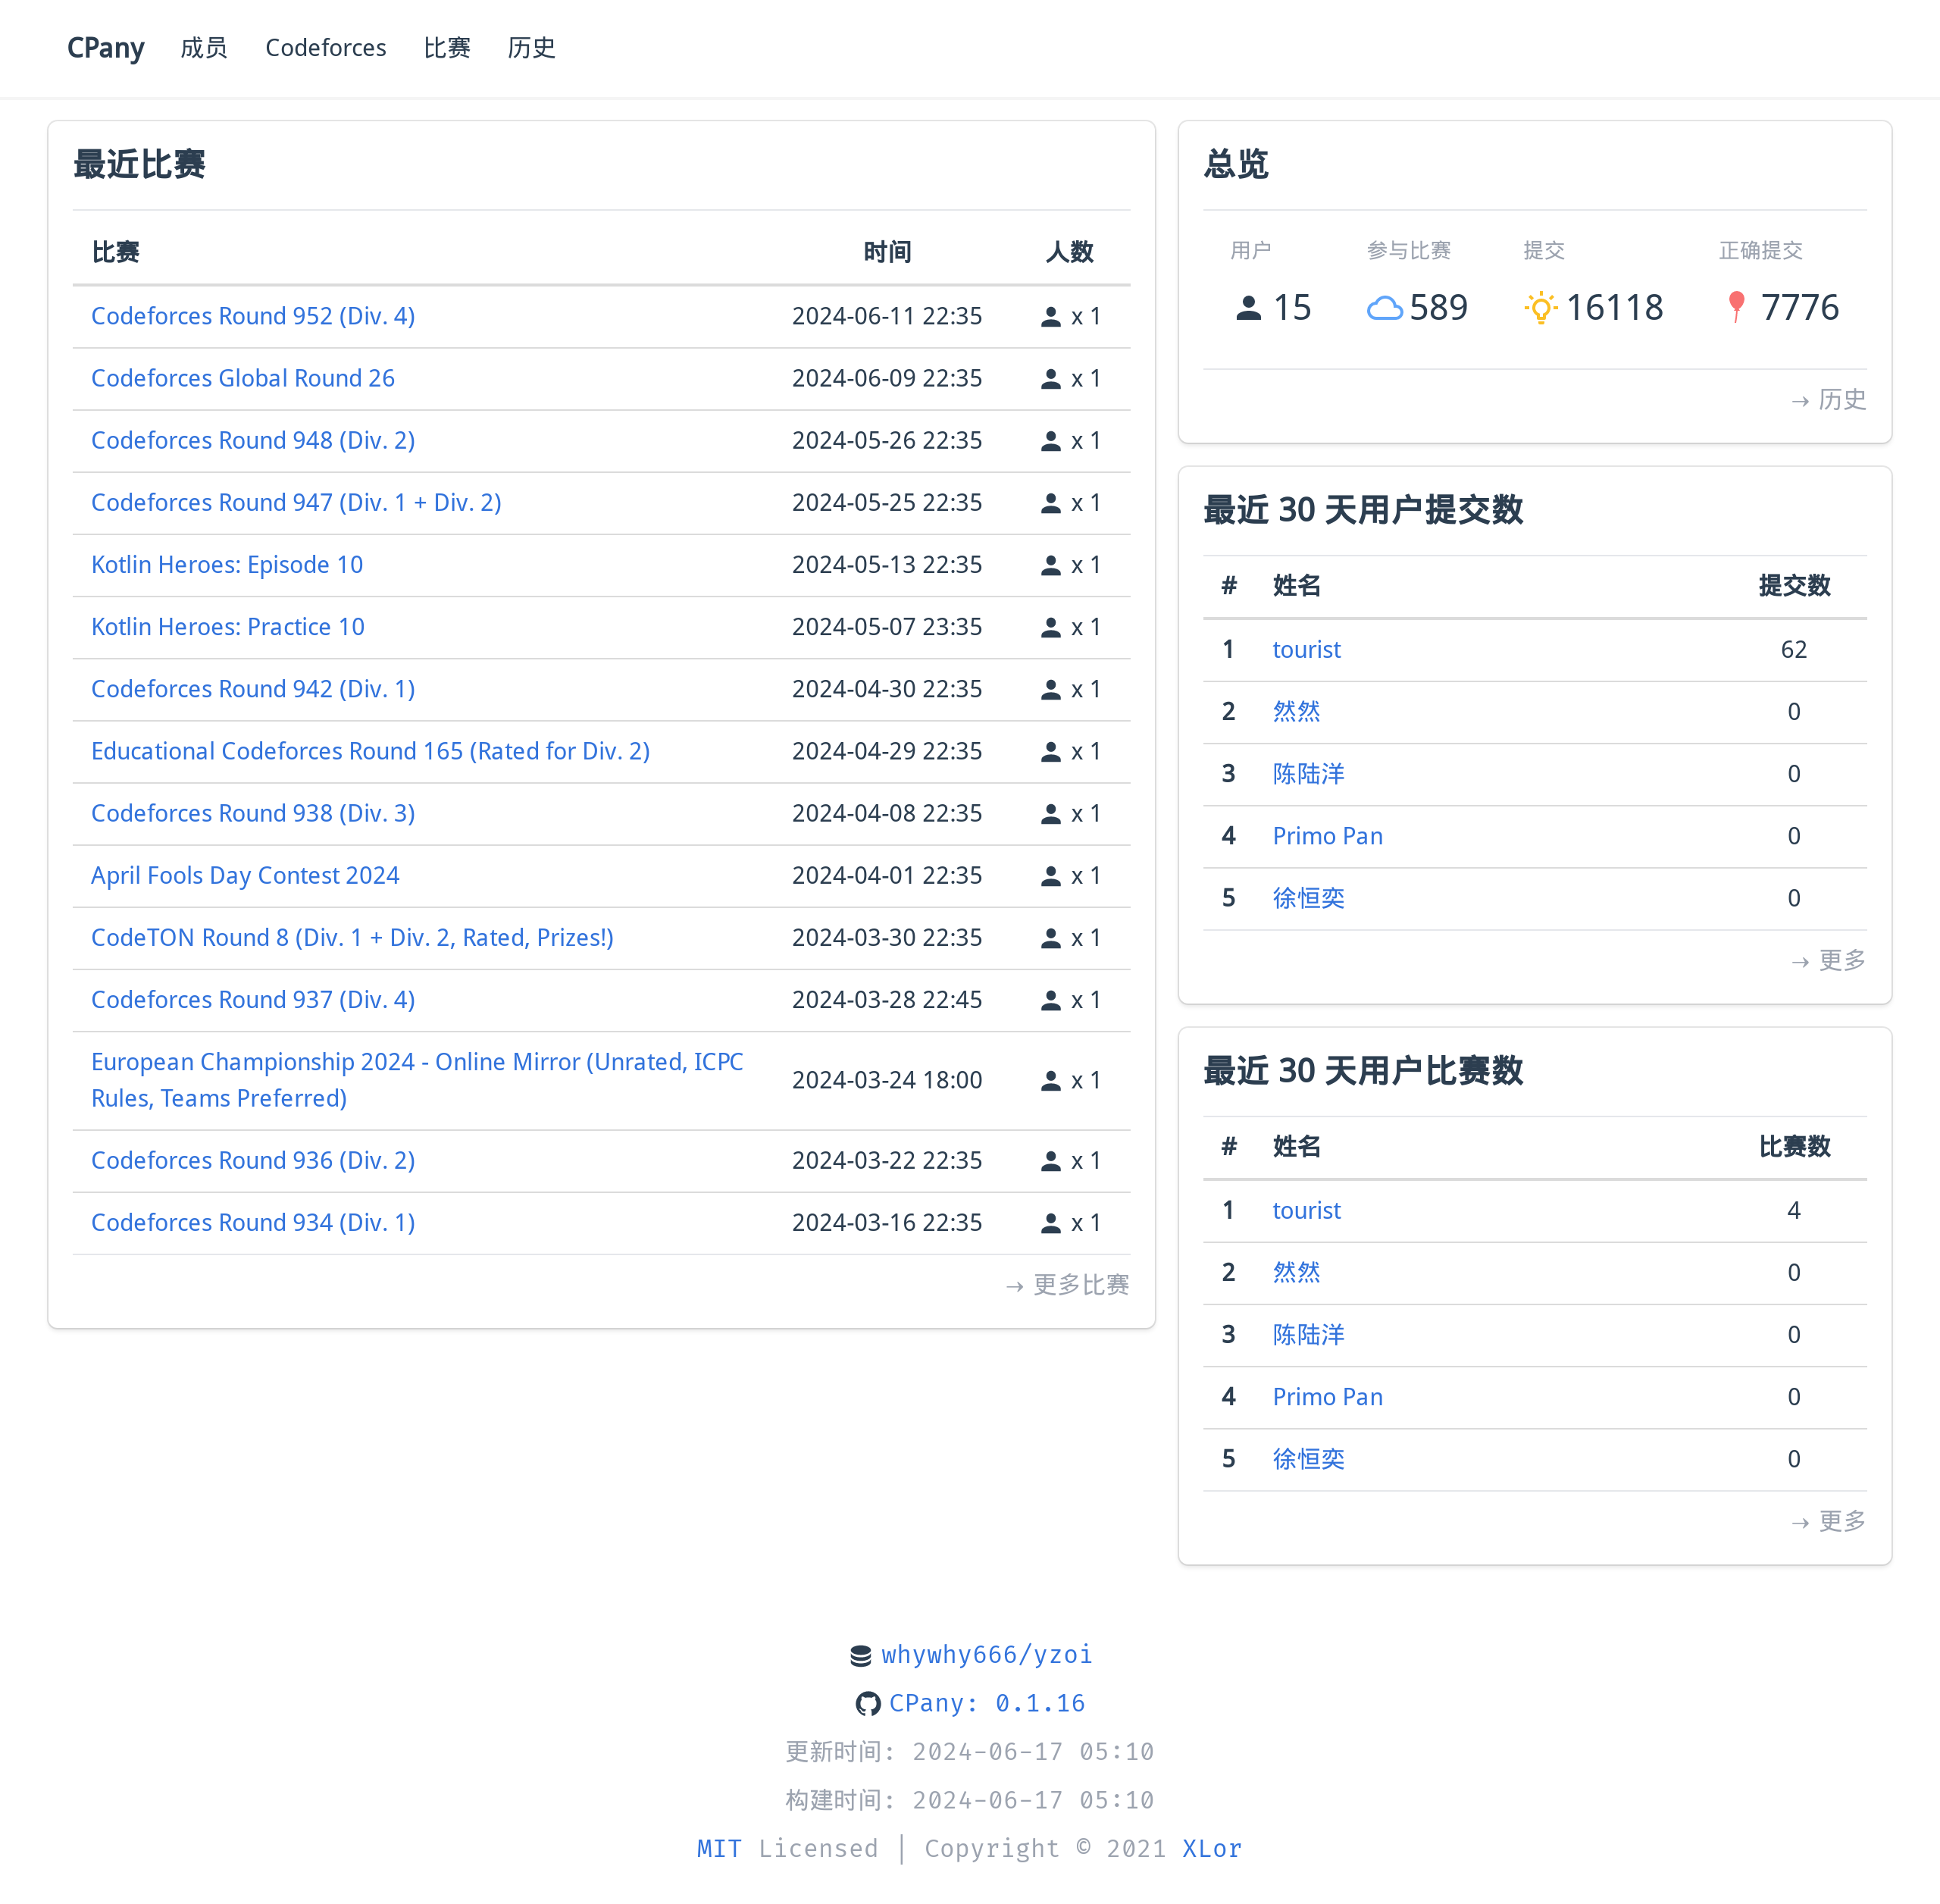 CPany 成员 Codeforces 比赛 历史
最近比赛
比赛 时间 人数
Codeforces Round 952 (Div. 4) 2024-06-11 22:35 x 1
Codeforces Global Round 26 2024-06-09 22:35 x 1
Codeforces Round 948 (Div. 2) 2024-05-26 22:35 x 1
Codeforces Round 947 (Div. 1 + Div. 2) 2024-05-25 22:35 x 1
Kotlin Heroes: Episode 10 2024-05-13 22:35 x 1
Kotlin Heroes: Practice 10 2024-05-07 23:35 x 1
Codeforces Round 942 (Div. 1) 2024-04-30 22:35 x 1
Educational Codeforces Round 165 (Rated for Div. 2) 2024-04-29 22:35 x 1
Codeforces Round 938 (Div. 3) 2024-04-08 22:35 x 1
April Fools Day Contest 2024 2024-04-01 22:35 x 1
CodeTON Round 8 (Div. 1 + Div. 2, Rated, Prizes!) 2024-03-30 22:35 x 1
Codeforces Round 937 (Div. 4) 2024-03-28 22:45 x 1
European Championship 2024 - Online Mirror (Unrated, ICPC
Rules, Teams Preferred) 2024-03-24 18:00 x 1
Codeforces Round 936 (Div. 2) 2024-03-22 22:35 x 1
Codeforces Round 934 (Div. 1) 2024-03-16 22:35 x 1
→ 更多比赛
总览
用户 参与比赛 提交 正确提交
15 589 16118 7776
→ 历史
最近 30 天用户提交数
# 姓名 提交数
1 tourist 62
2 然然 0
3 陈陆洋 0
4 Primo Pan 0
5 徐恒奕 0
→ 更多
最近 30 天用户比赛数
# 姓名 比赛数
1 tourist 4
2 然然 0
3 陈陆洋 0
4 Primo Pan 0
5 徐恒奕 0
→ 更多
whywhy666/yzoi
CPany: 0.1.16
更新时间: 2024-06-17 05:10
构建时间: 2024-06-17 05:10
MIT Licensed | Copyright © 2021 XLor